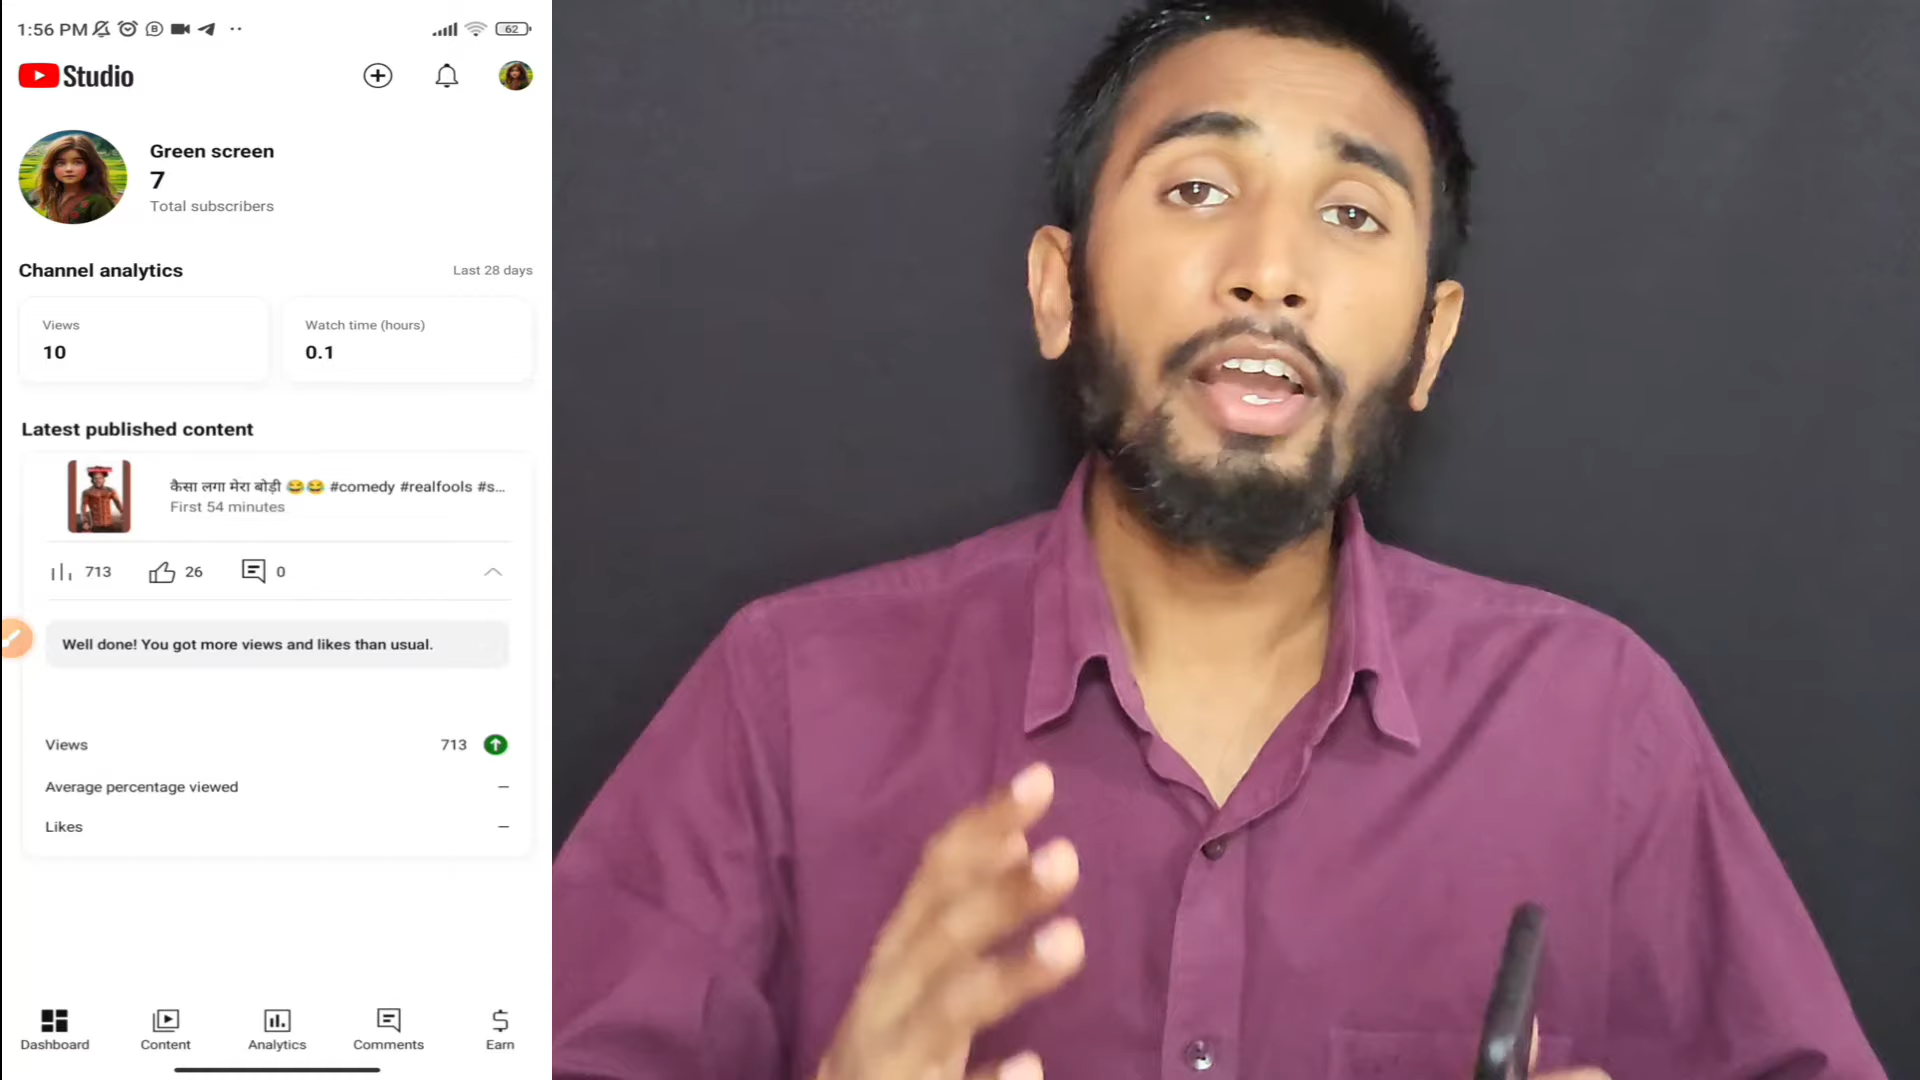 1:56 PM
62
Studio
Green screen
7
Total subscribers
Channel analytics
Last 28 days
Views
Watch time (hours)
10
0.1
Latest published content
कैसा लगा मेरा बोड़ी 😂😂 #comedy #realfools #s...
First 54 minutes
713
26
0
Well done! You got more views and likes than usual.
Views
713
Average percentage viewed
–
Likes
–
Dashboard
Content
Analytics
Comments
Earn